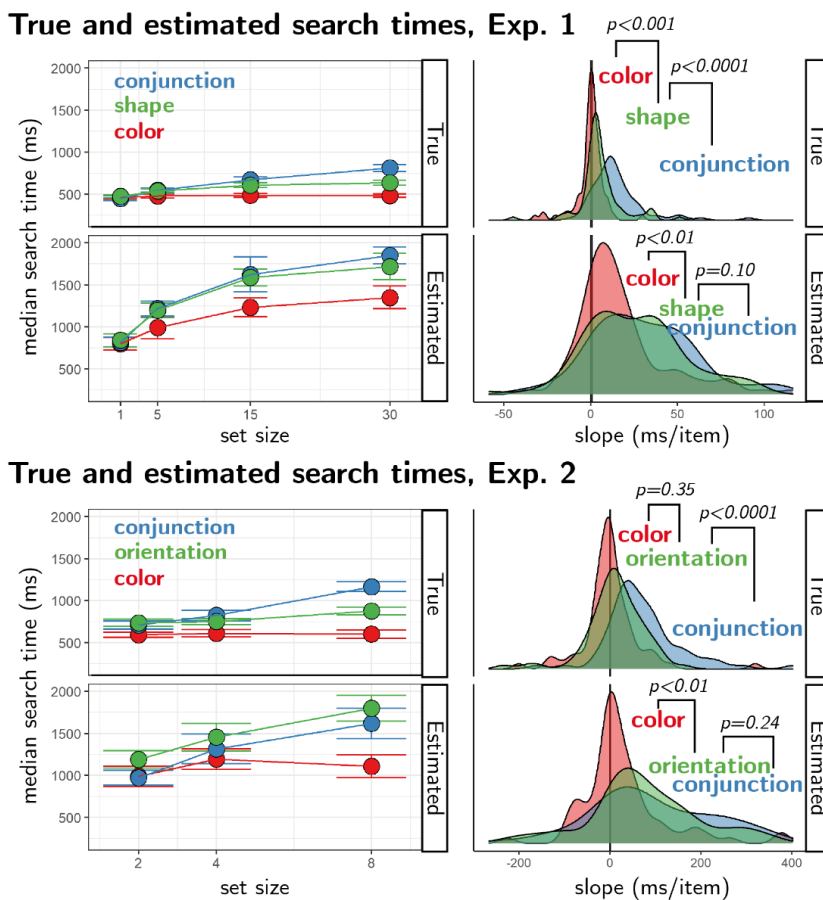 True and estimated search times, Exp. 1
median search time (ms)
2000
1500
1000
500
conjunction
shape
color
True
2000
1500
1000
500
Estimated
1
5
15
30
set size
p<0.001
color
p<0.0001
shape
conjunction
True
p<0.01
color
p=0.10
shape
conjunction
Estimated
-50
0
50
100
slope (ms/item)
True and estimated search times, Exp. 2
median search time (ms)
2000
1500
1000
500
conjunction
orientation
color
True
2000
1500
1000
500
Estimated
2
4
8
set size
p=0.35
color
p<0.0001
orientation
conjunction
True
p<0.01
color
p=0.24
orientation
conjunction
Estimated
-200
0
200
400
slope (ms/item)